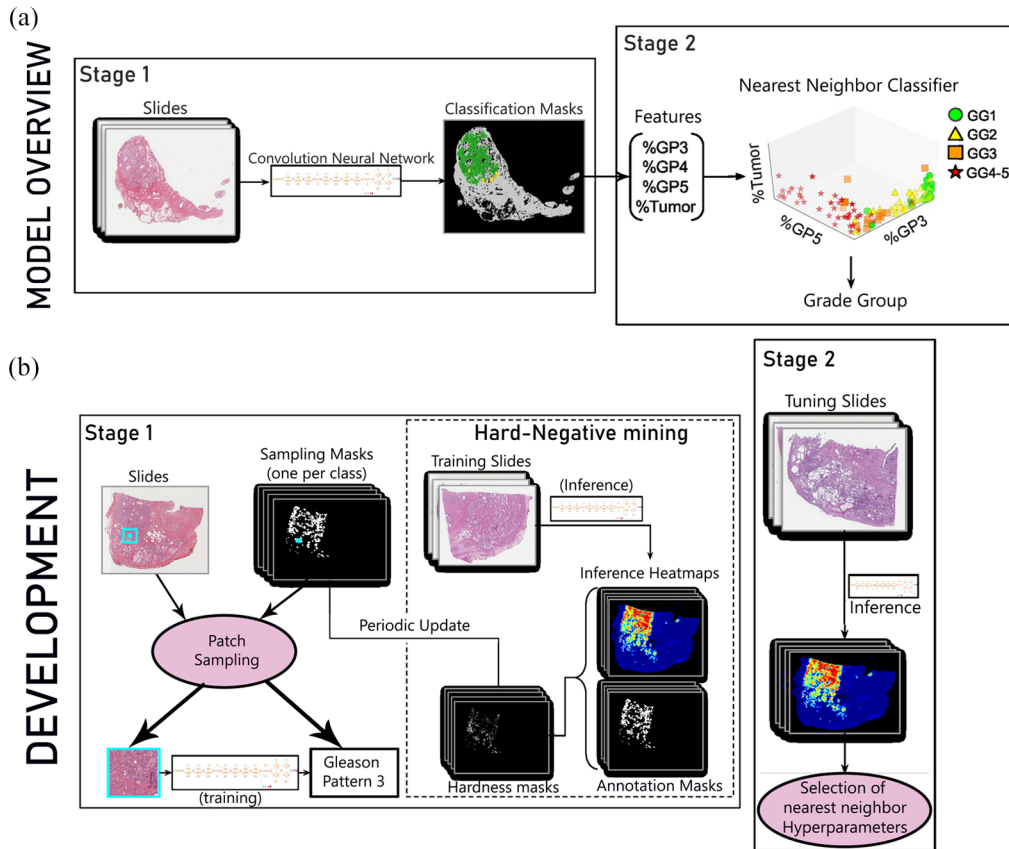 (a)
MODEL OVERVIEW
Stage 1
Slides
Convolution Neural Network
Classification Masks
Stage 2
Features
%GP3
%GP4
%GP5
%Tumor
Nearest Neighbor Classifier
GG1
GG2
GG3
GG4-5
%Tumor
%GP5
%GP3
Grade Group
(b)
DEVELOPMENT
Stage 1
Slides
Sampling Masks
(one per class)
Patch
Sampling
(training)
Gleason
Pattern 3
Periodic Update
Hard-Negative mining
Training Slides
(Inference)
Inference Heatmaps
Hardness masks
Annotation Masks
Stage 2
Tuning Slides
Inference
Selection of
nearest neighbor
Hyperparameters